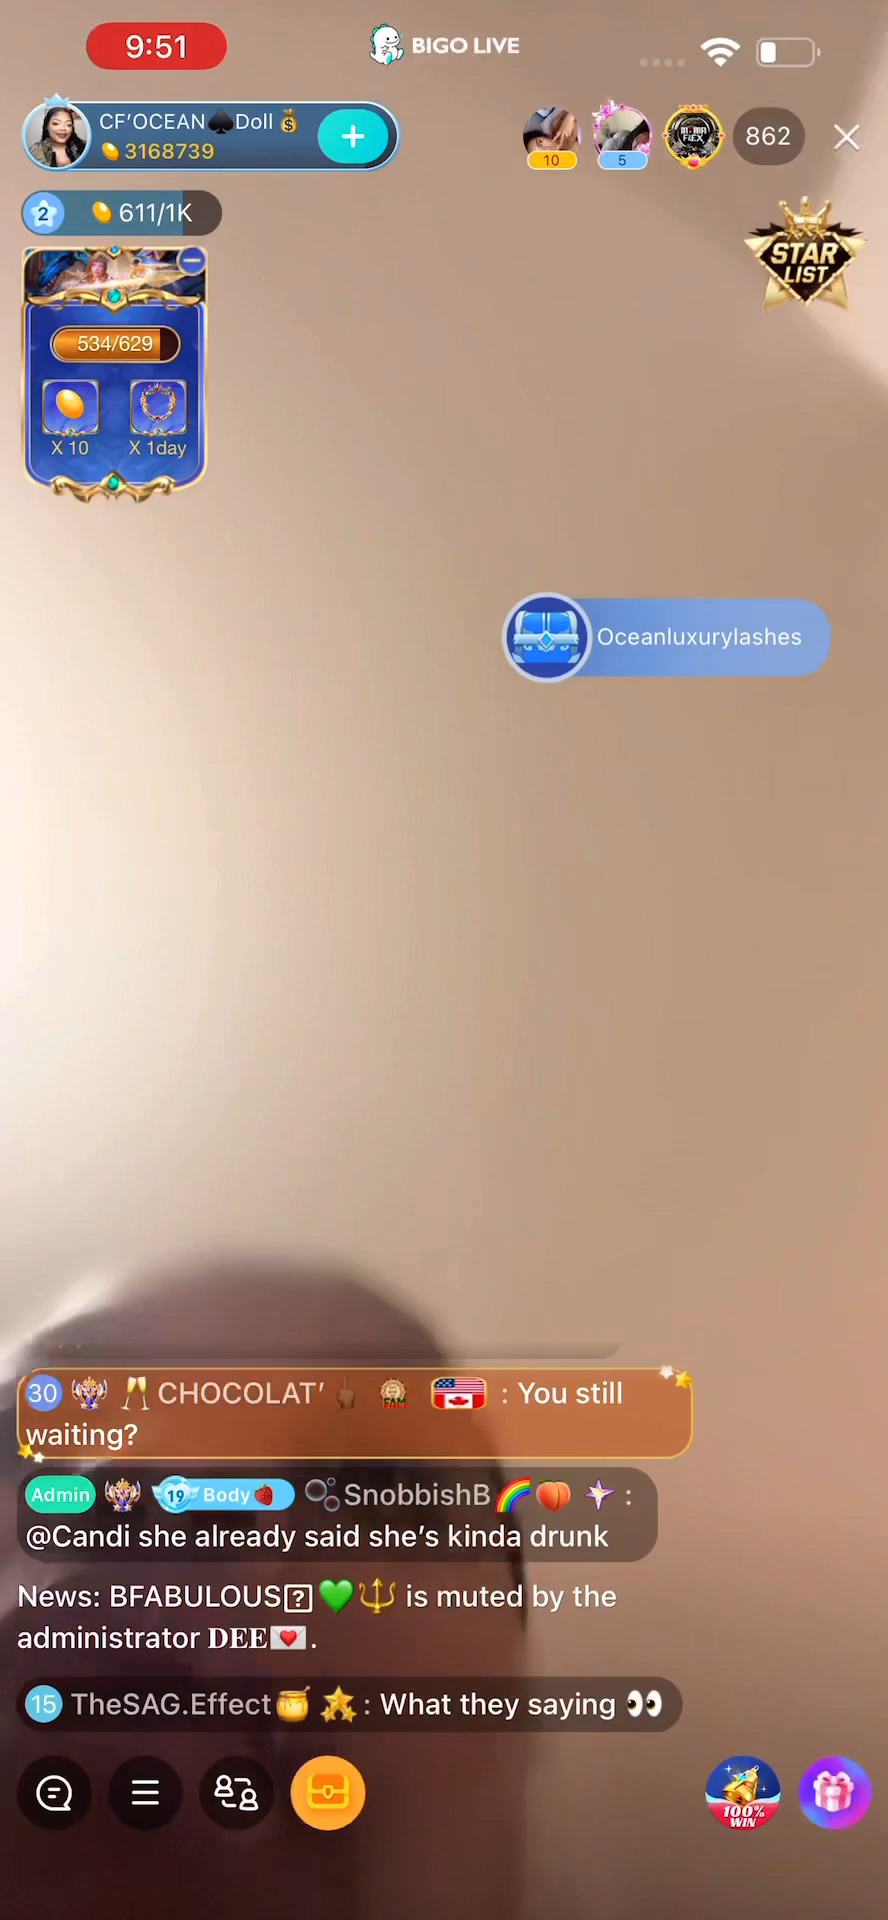 9:51
BIGO LIVE
CF'OCEAN♠️Doll💰
3168739
10
5
862
2
611/1K
STAR
LIST
534/629
X 10
X 1day
Oceanluxurylashes
30 🥂 CHOCOLAT' : You still
waiting?
Admin 19 Body🍓 🫧SnobbishB🌈🍑 :
@Candi she already said she's kinda drunk
News: BFABULOUS💚🔱 is muted by the
administrator 𝐃𝐄𝐄💌.
15 TheSAG.Effect🍯 : What they saying 👀
100%
WIN